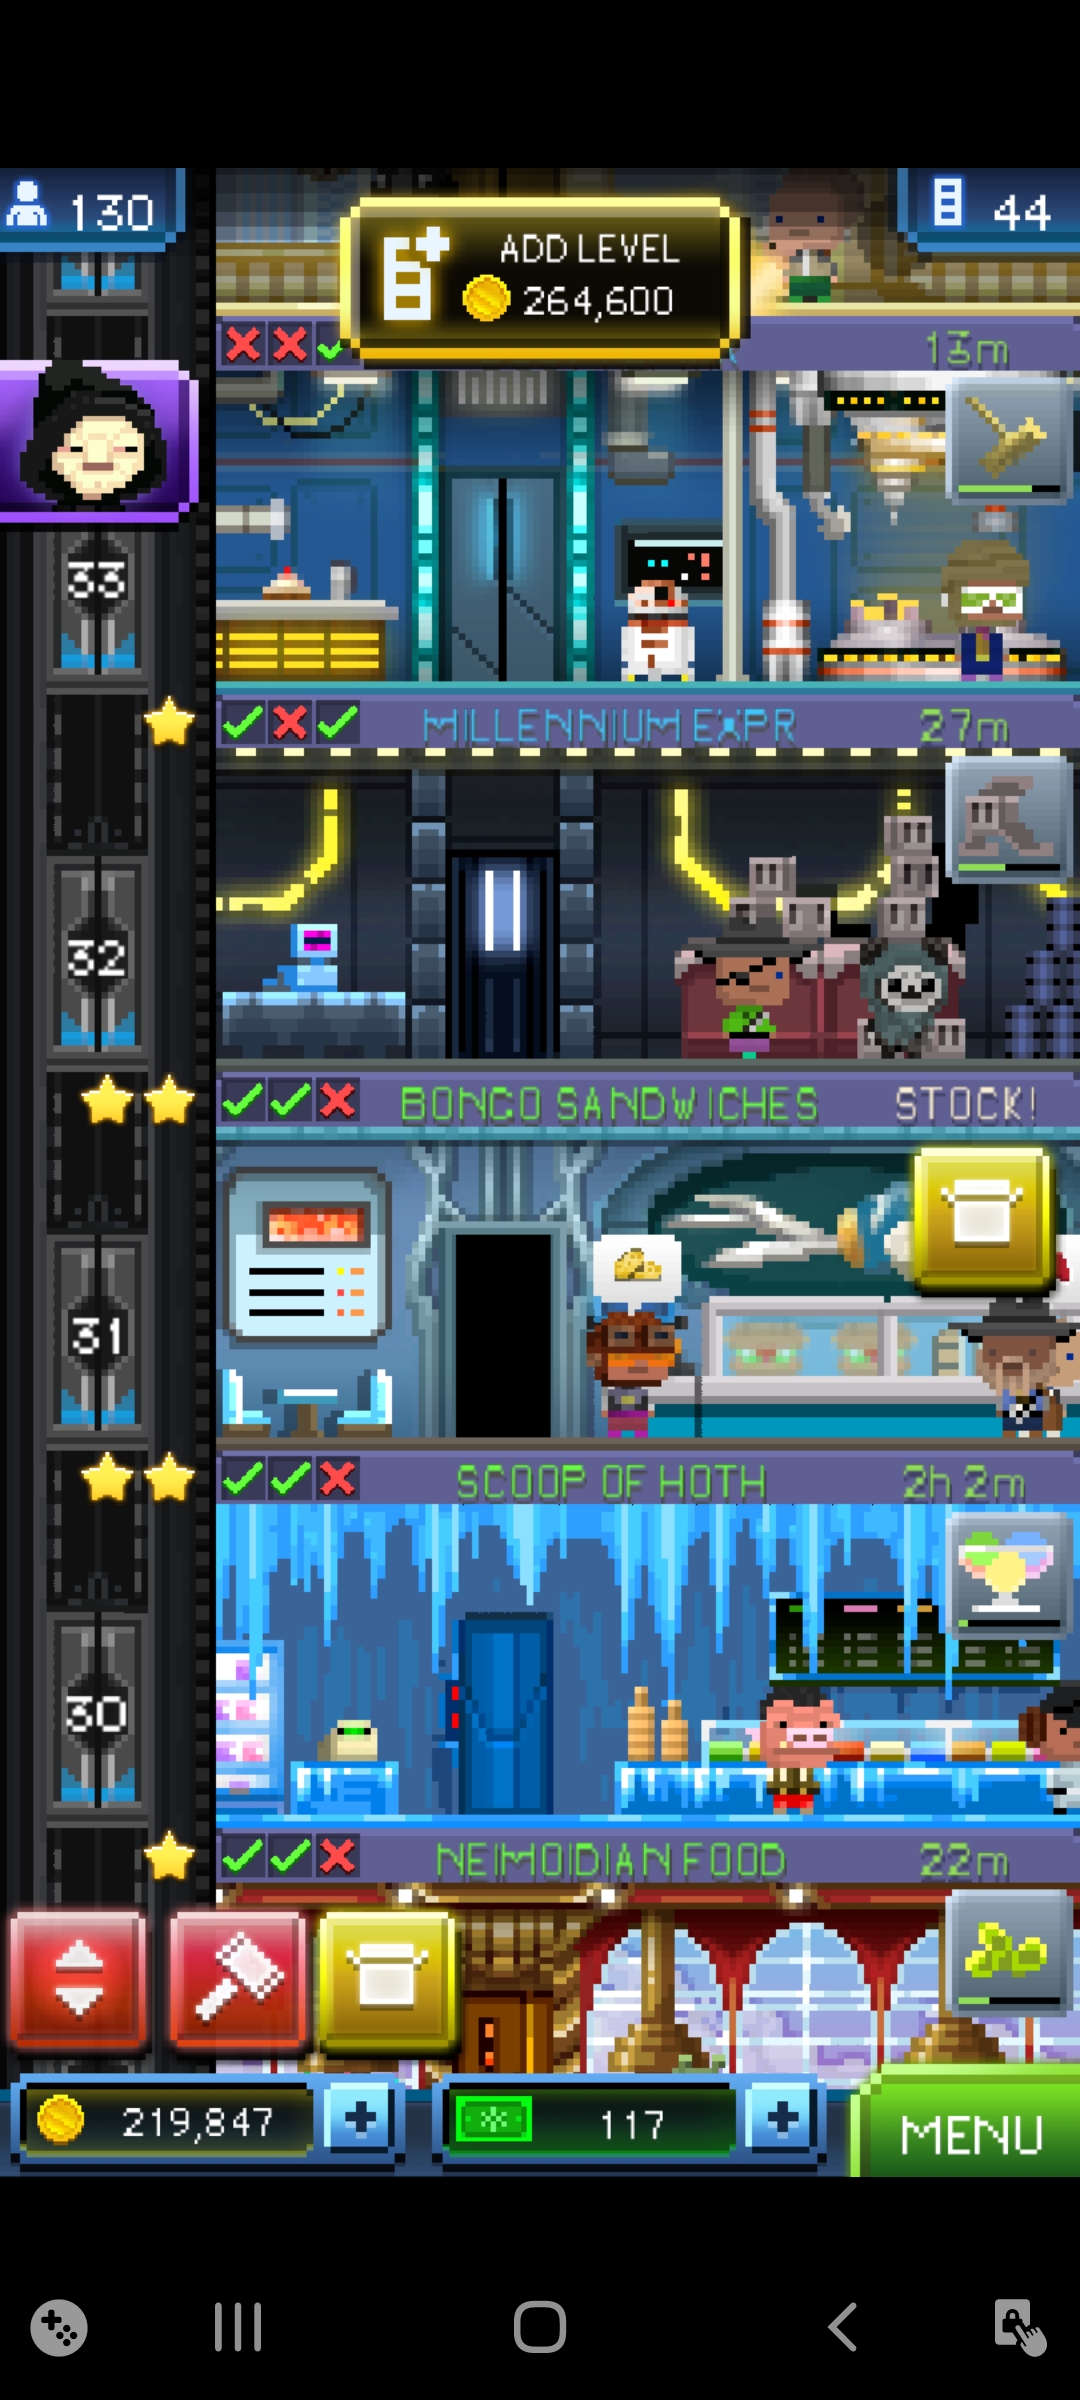 130
44
ADD LEVEL
264,600
13m
33
MILLENNIUM EXPR
27m
32
BONGO SANDWICHES
STOCK!
31
SCOOP OF HOTH
2h 2m
30
NEIMOIDIAN FOOD
22m
219,847
117
MENU